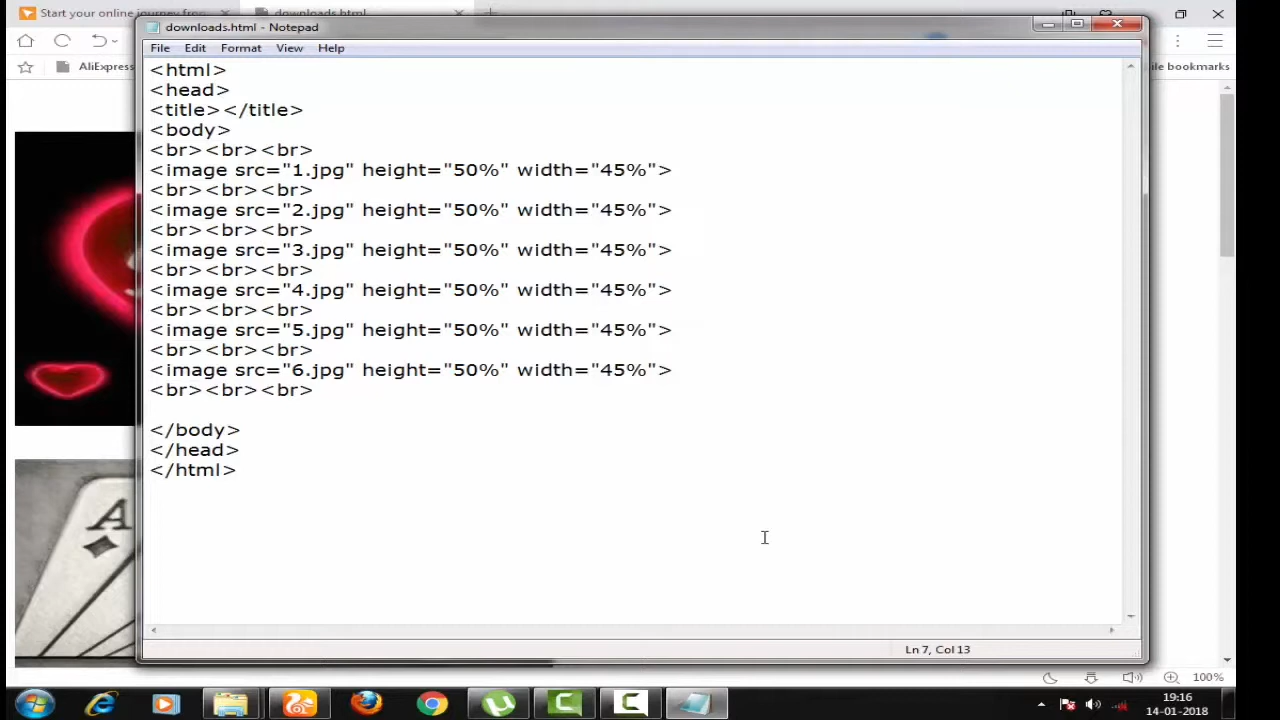 Start your online journey from
downloads.html
downloads.html - Notepad
AliExpress
bookmarks
File Edit Format View Help
<html>
<head>
<title></title>
<body>
<br><br><br>
<image src="1.jpg" height="50%" width="45%">
<br><br><br>
<image src="2.jpg" height="50%" width="45%">
<br><br><br>
<image src="3.jpg" height="50%" width="45%">
<br><br><br>
<image src="4.jpg" height="50%" width="45%">
<br><br><br>
<image src="5.jpg" height="50%" width="45%">
<br><br><br>
<image src="6.jpg" height="50%" width="45%">
<br><br><br>
</body>
</head>
</html>
A
Ln 7, Col 13
100%
19:16
14-01-2018